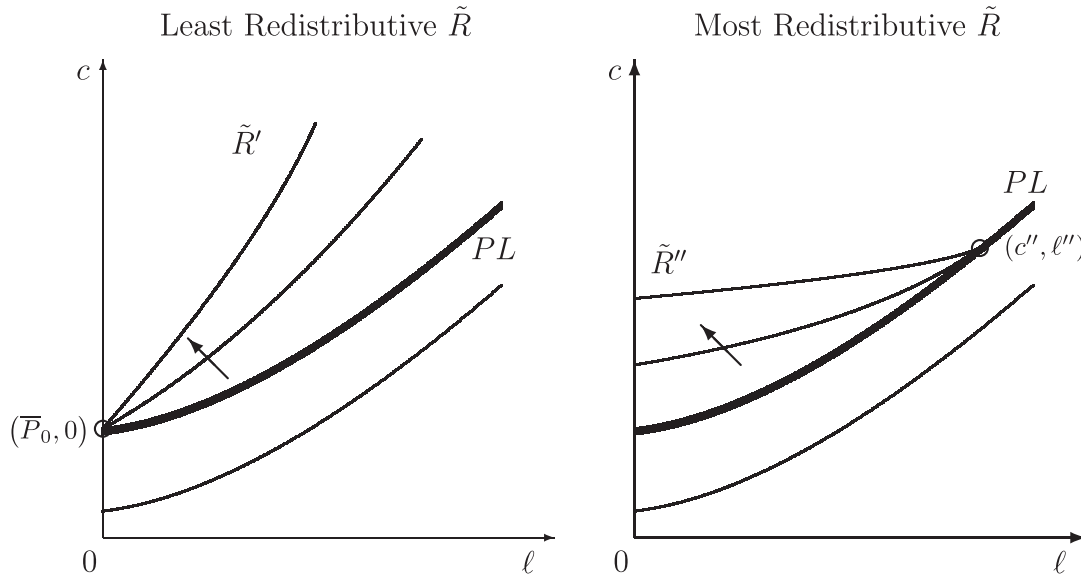 Least Redistributive R̃
c
R̃′
PL
(P̅₀, 0)
0
ℓ
Most Redistributive R̃
c
PL
R̃″
(c″, ℓ″)
0
ℓ